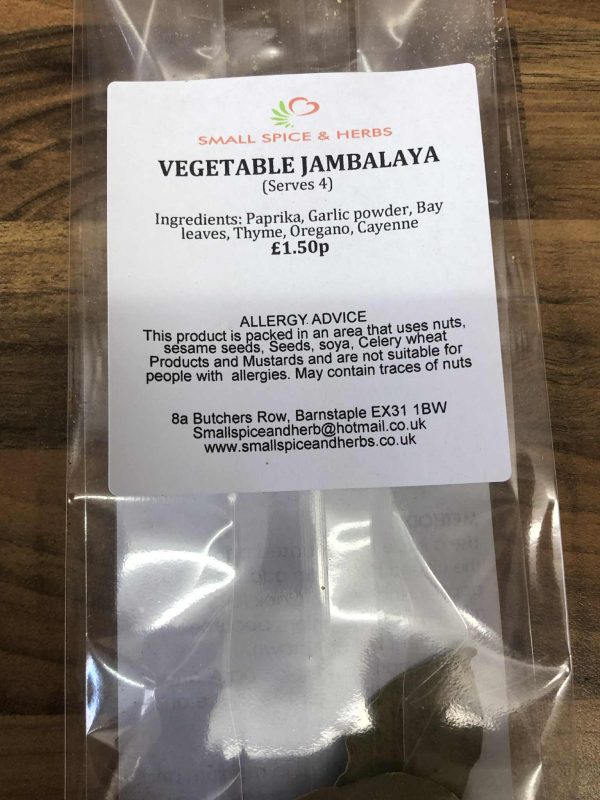 SMALL SPICE & HERBS
VEGETABLE JAMBALAYA
(Serves 4)
Ingredients: Paprika, Garlic powder, Bay
leaves, Thyme, Oregano, Cayenne
£1.50p
ALLERGY ADVICE
This product is packed in an area that uses nuts,
sesame seeds, Seeds, soya, Celery wheat
Products and Mustards and are not suitable for
people with allergies. May contain traces of nuts
8a Butchers Row, Barnstaple EX31 1BW
Smallspiceandherb@hotmail.co.uk
www.smallspiceandherbs.co.uk
METHOD